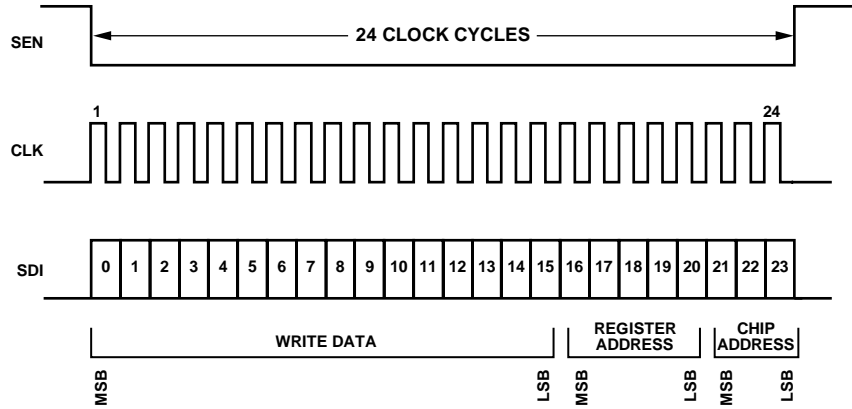 SEN
24 CLOCK CYCLES
1
24
CLK
SDI
0 1 2 3 4 5 6 7 8 9 10 11 12 13 14 15 16 17 18 19 20 21 22 23
WRITE DATA
REGISTER
ADDRESS
CHIP
ADDRESS
MSB
LSB
MSB
LSB
MSB
LSB